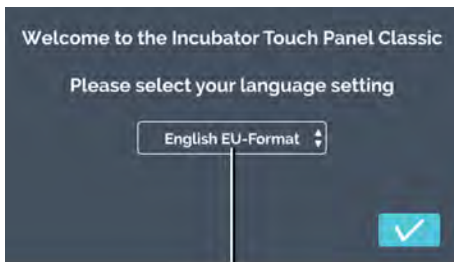 Welcome to the Incubator Touch Panel Classic
Please select your language setting
English EU-Format